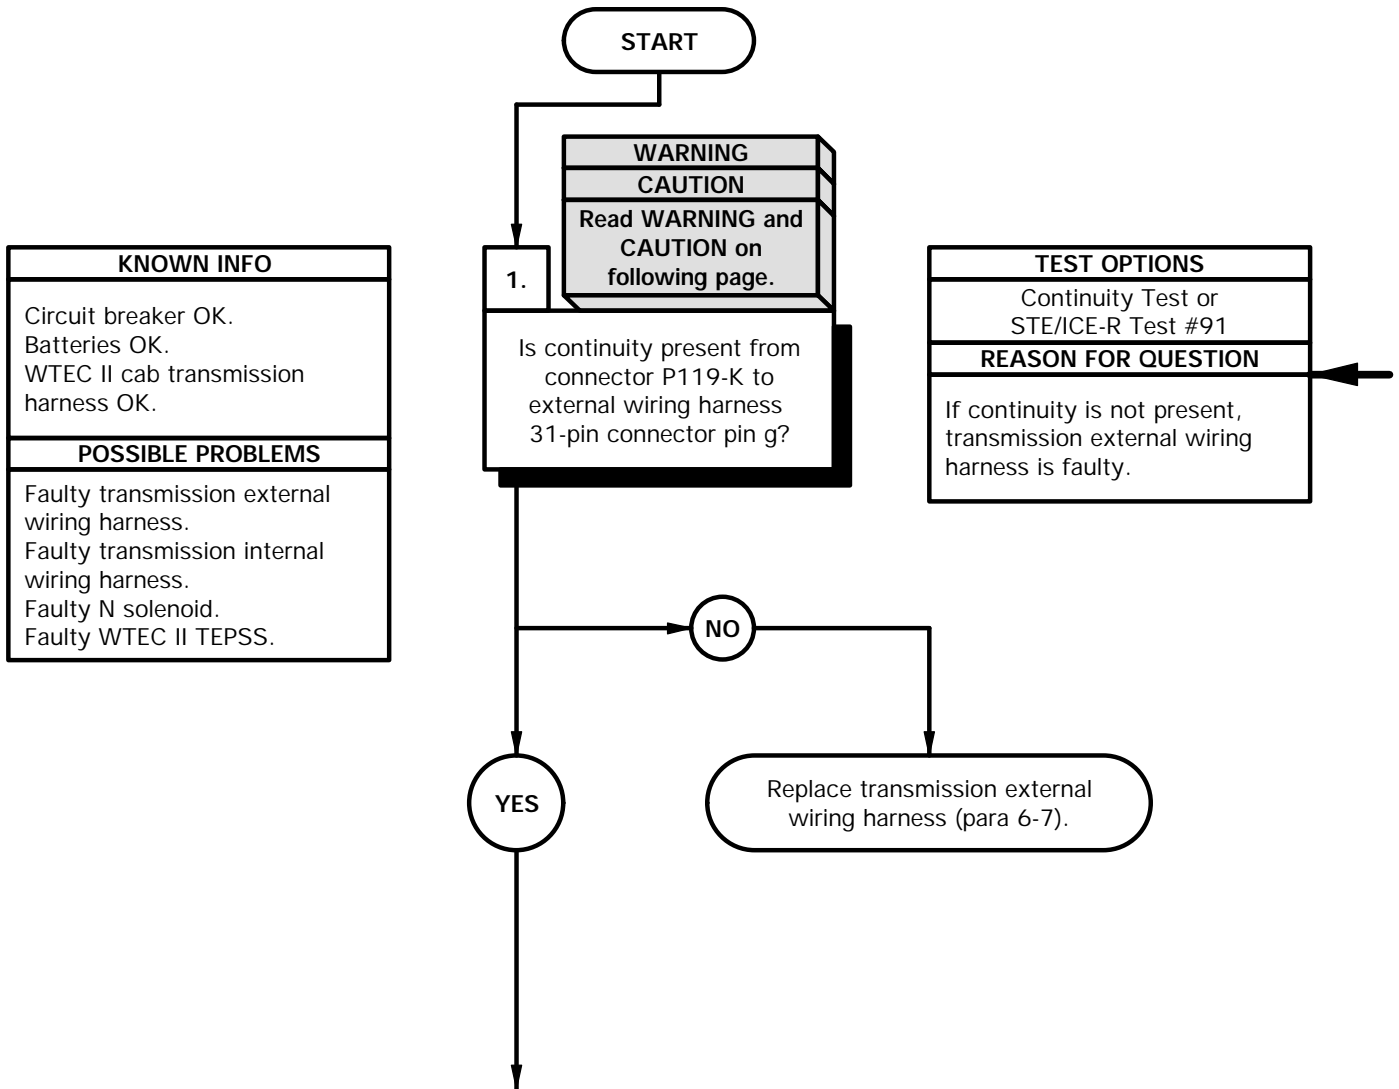 START
WARNING
CAUTION
Read WARNING and
CAUTION on
following page.
KNOWN INFO
Circuit breaker OK.
Batteries OK.
WTEC II cab transmission
harness OK.
POSSIBLE PROBLEMS
Faulty transmission external
wiring harness.
Faulty transmission internal
wiring harness.
Faulty N solenoid.
Faulty WTEC II TEPSS.
1.
Is continuity present from
connector P119-K to
external wiring harness
31-pin connector pin g?
TEST OPTIONS
Continuity Test or
STE/ICE-R Test #91
REASON FOR QUESTION
If continuity is not present,
transmission external wiring
harness is faulty.
NO
YES
Replace transmission external
wiring harness (para 6-7).